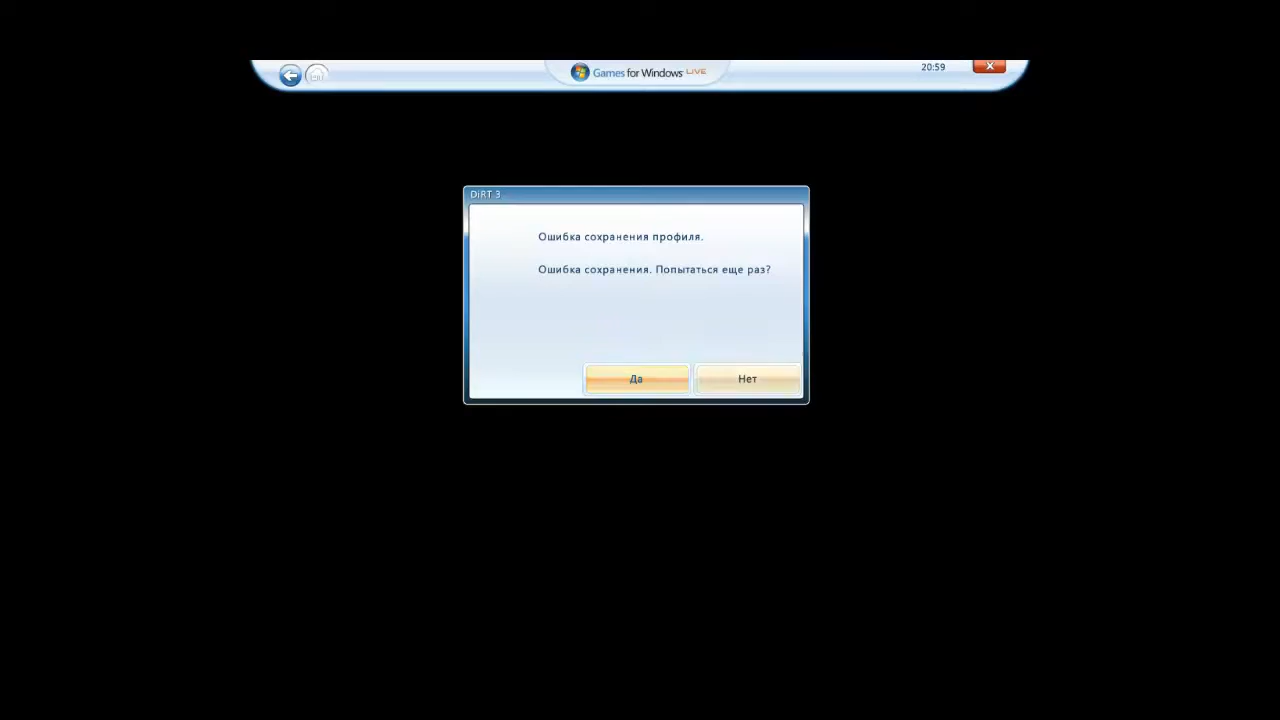 Games for Windows LIVE
20:59
DiRT 3
Ошибка сохранения профиля.
Ошибка сохранения. Попытаться еще раз?
Да
Нет